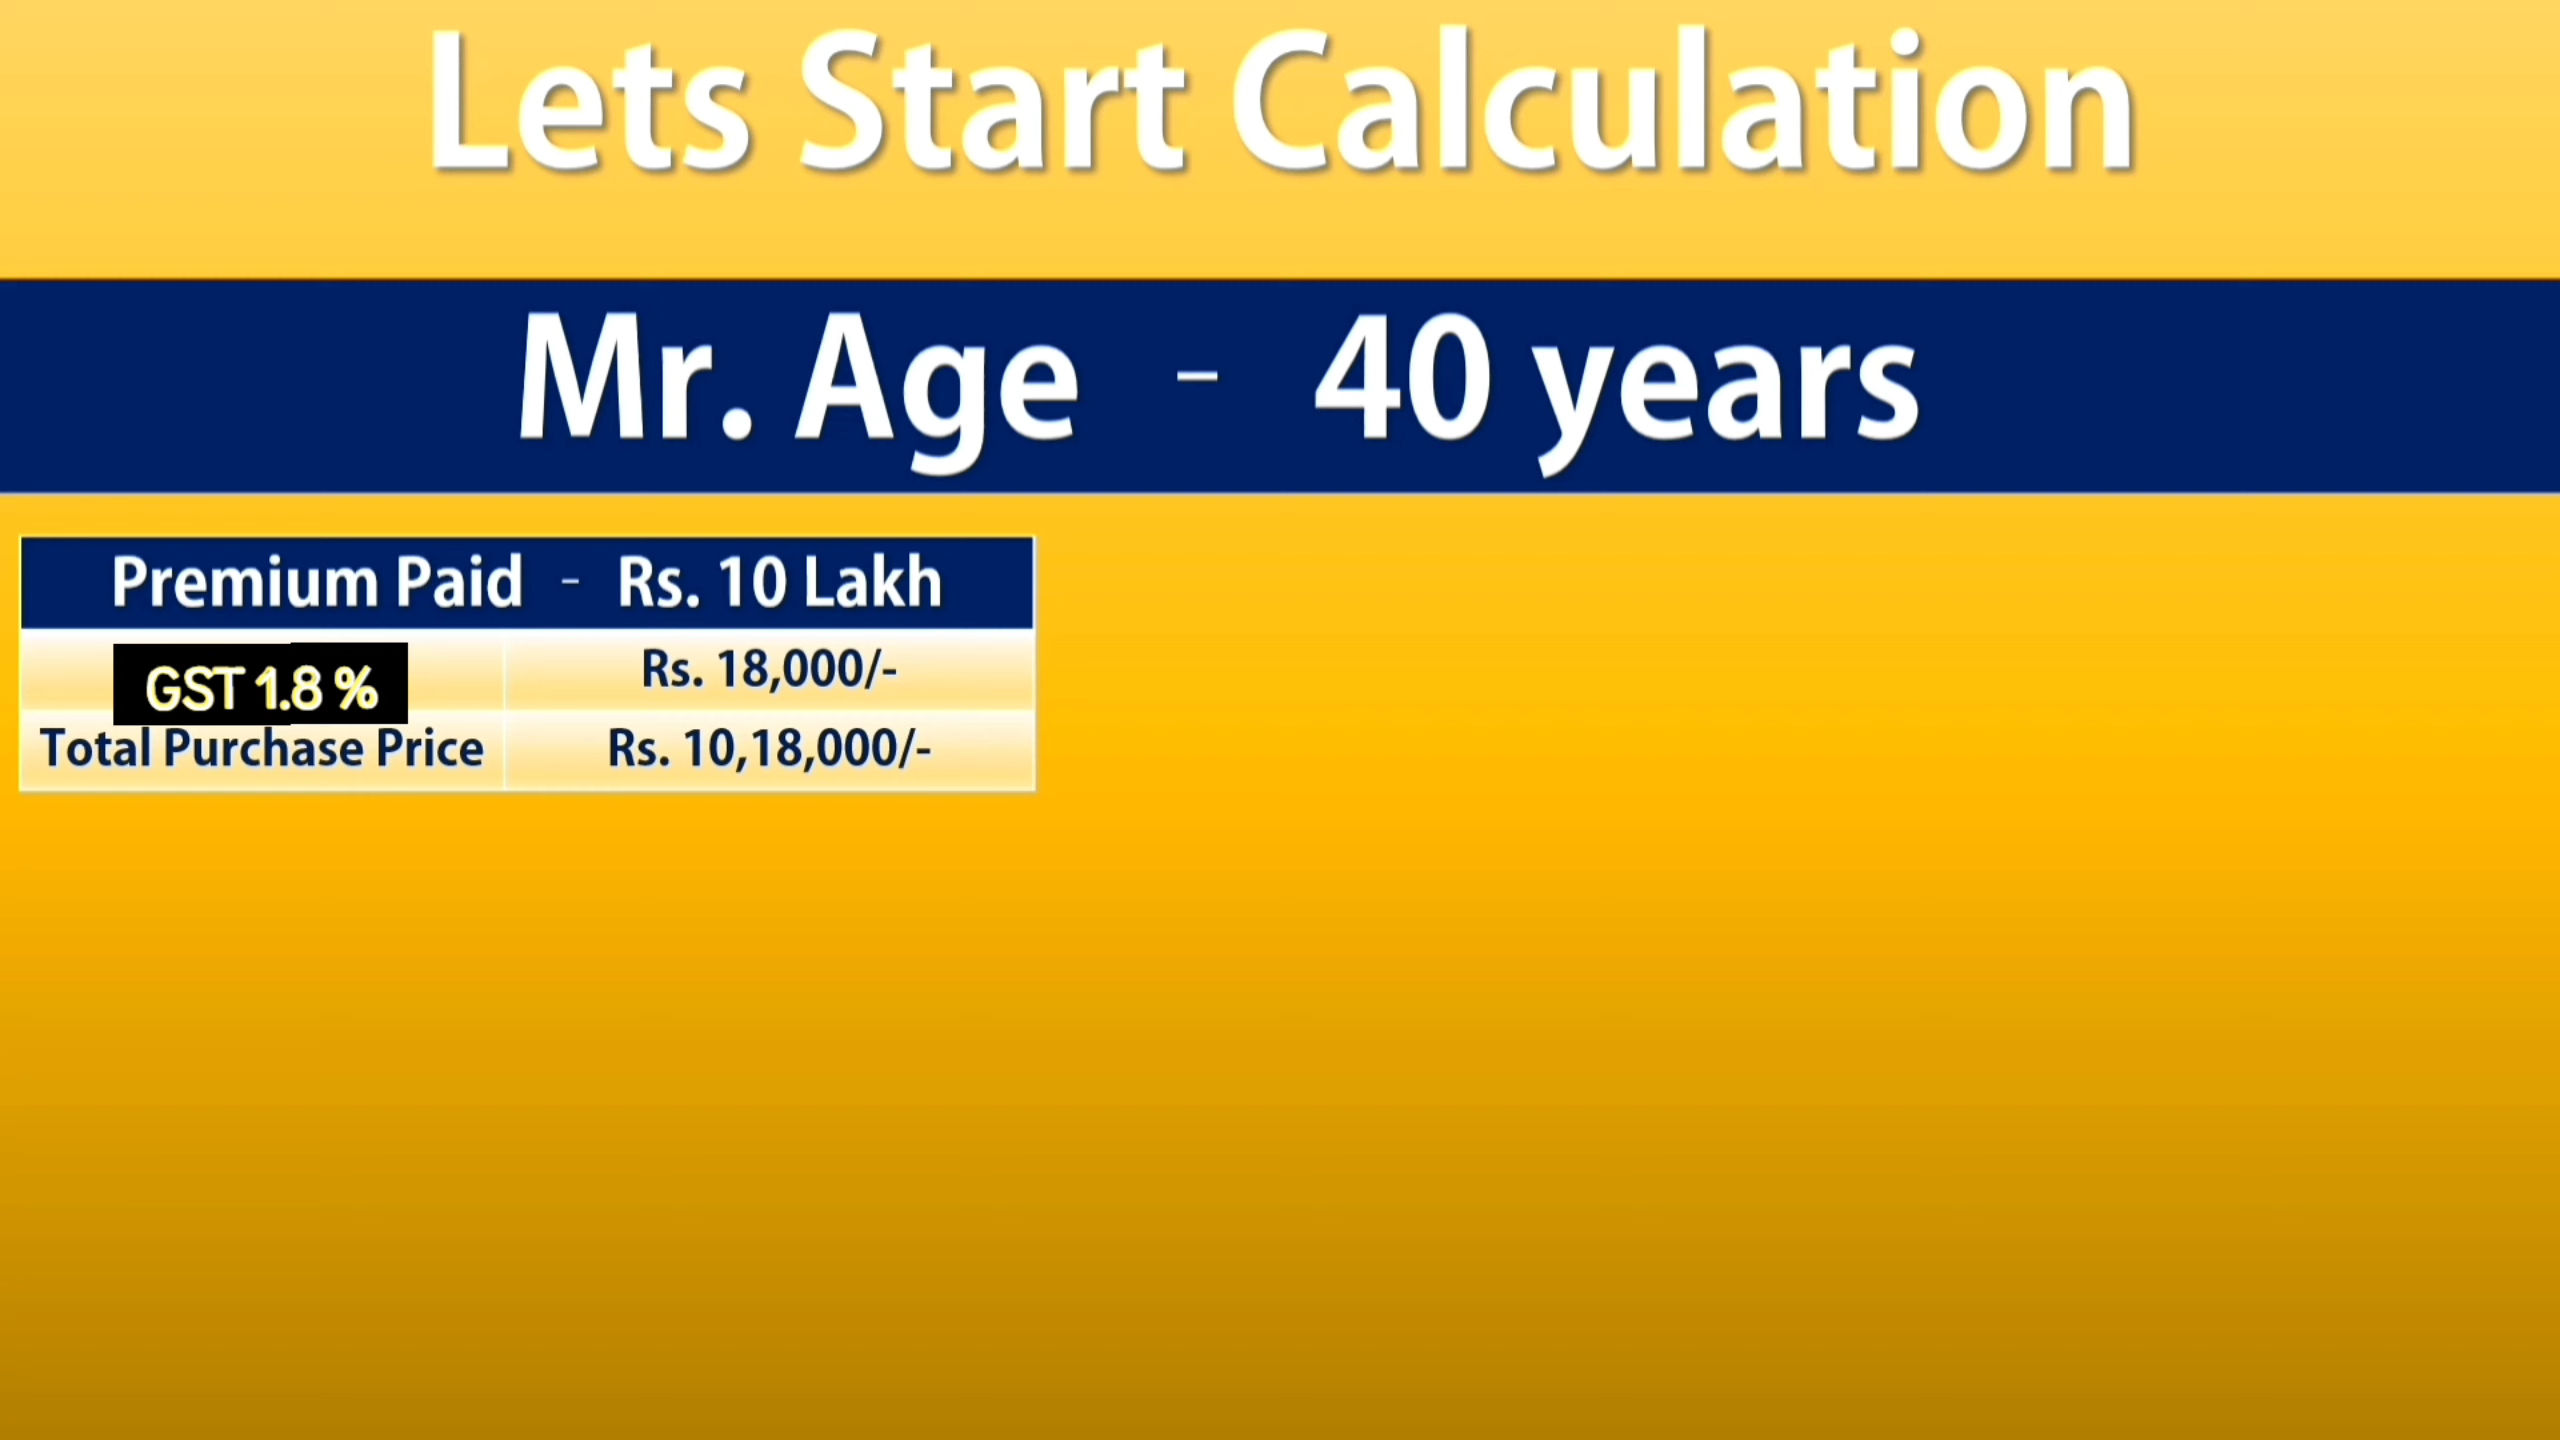 Lets Start Calculation
Mr. Age - 40 years
Premium Paid - Rs. 10 Lakh
GST 1.8 % Rs. 18,000/-
Total Purchase Price Rs. 10,18,000/-